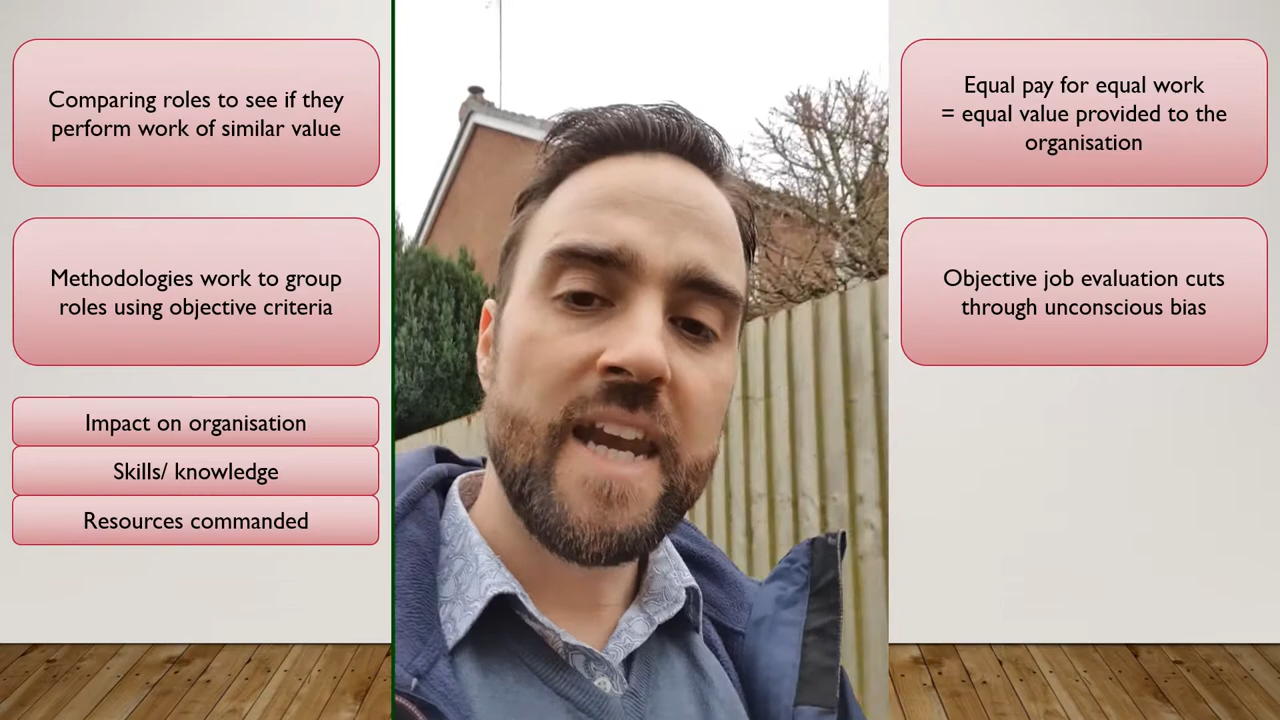 Comparing roles to see if they
perform work of similar value
Methodologies work to group
roles using objective criteria
Impact on organisation
Skills/ knowledge
Resources commanded
Equal pay for equal work
= equal value provided to the
organisation
Objective job evaluation cuts
through unconscious bias